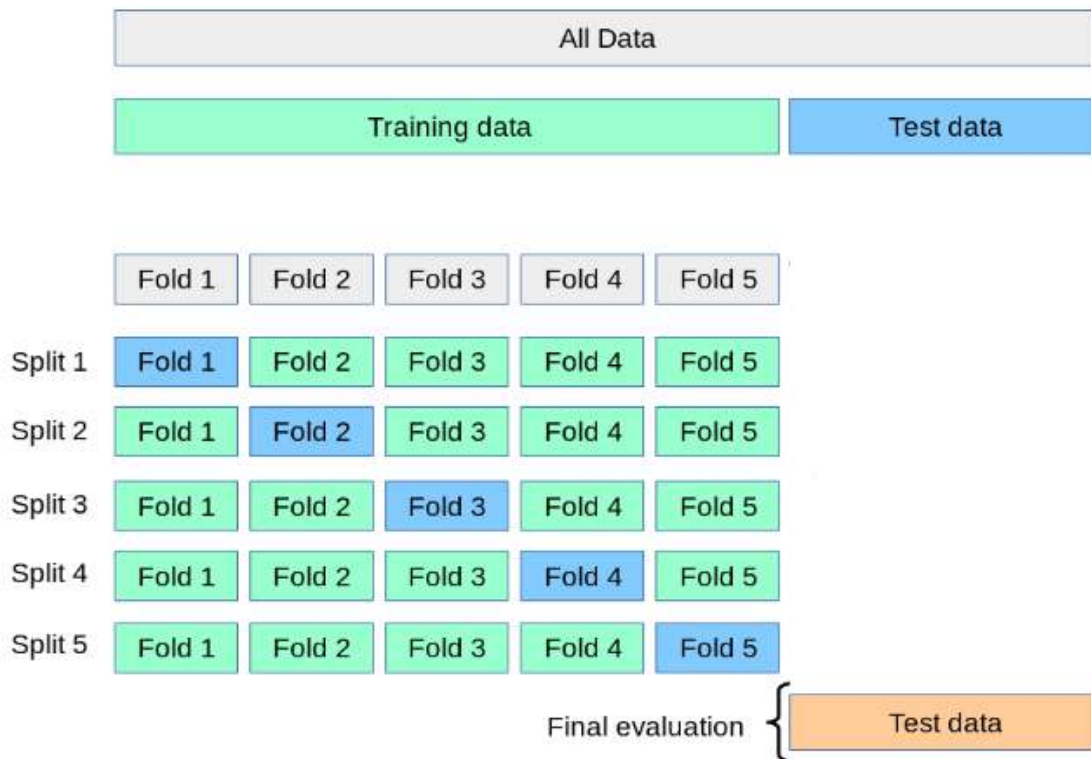 All Data
Training data Test data
Fold 1 Fold 2 Fold 3 Fold 4 Fold 5
Split 1 Fold 1 Fold 2 Fold 3 Fold 4 Fold 5
Split 2 Fold 1 Fold 2 Fold 3 Fold 4 Fold 5
Split 3 Fold 1 Fold 2 Fold 3 Fold 4 Fold 5
Split 4 Fold 1 Fold 2 Fold 3 Fold 4 Fold 5
Split 5 Fold 1 Fold 2 Fold 3 Fold 4 Fold 5
Final evaluation { Test data